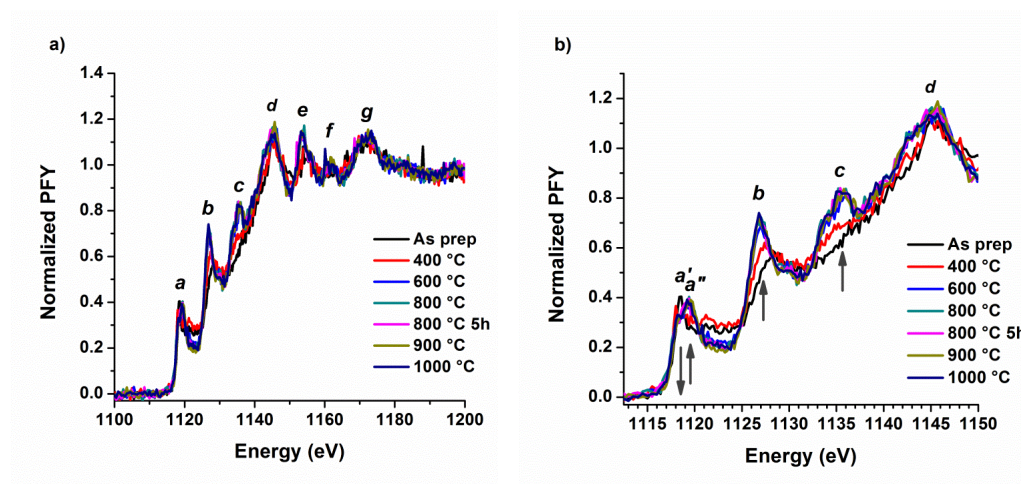 a)
Normalized PFY
1.4
1.2
1.0
0.8
0.6
0.4
0.2
0.0
a
b
c
d
e
f
g
As prep
400 °C
600 °C
800 °C
800 °C 5h
900 °C
1000 °C
1100 1120 1140 1160 1180 1200
Energy (eV)
b)
Normalized PFY
1.2
1.0
0.8
0.6
0.4
0.2
0.0
a' a''
b
c
d
As prep
400 °C
600 °C
800 °C
800 °C 5h
900 °C
1000 °C
1115 1120 1125 1130 1135 1140 1145 1150
Energy (eV)